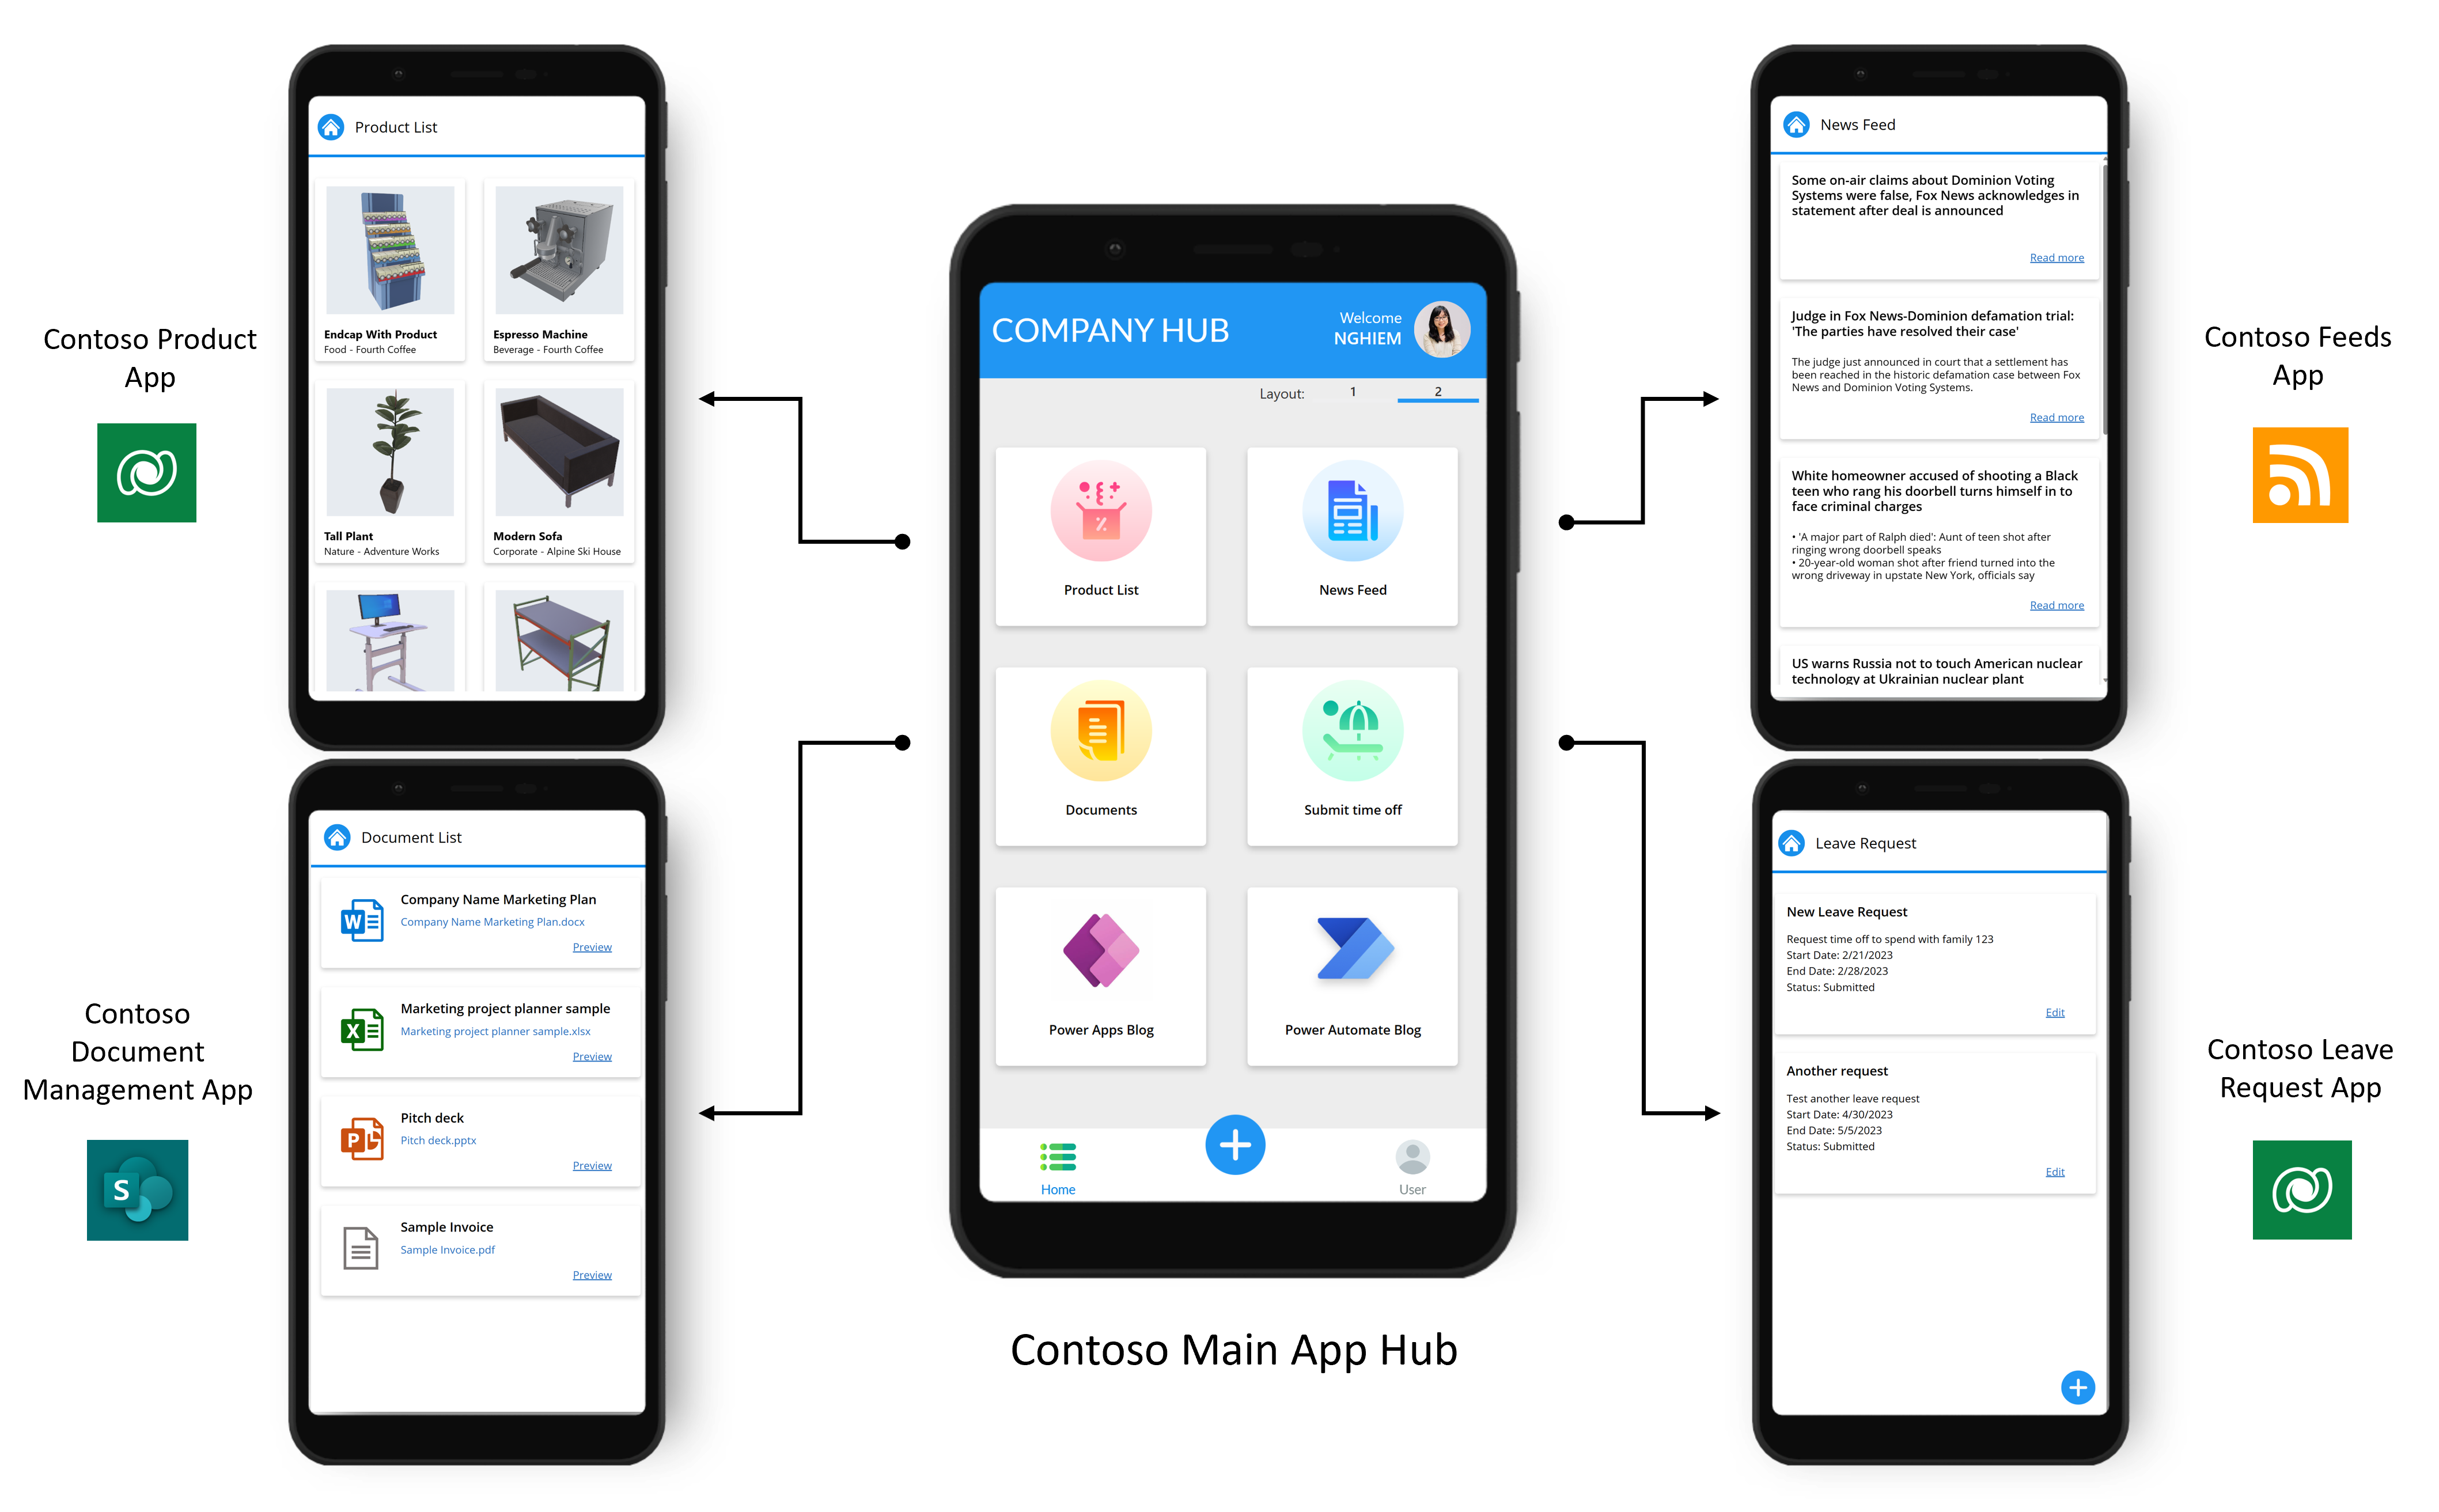 Contoso Product
App
Product List
Endcap With Product
Food - Fourth Coffee
Espresso Machine
Beverage - Fourth Coffee
Tall Plant
Nature - Adventure Works
Modern Sofa
Corporate - Alpine Ski House
Contoso
Document
Management App
S
Document List
W
Company Name Marketing Plan
Company Name Marketing Plan.docx
Preview
X
Marketing project planner sample
Marketing project planner sample.xlsx
Preview
P
Pitch deck
Pitch deck.pptx
Preview
Sample Invoice
Sample Invoice.pdf
Preview
COMPANY HUB
Welcome
NGHIEM
Layout: 1 2
Product List
News Feed
Documents
Submit time off
Power Apps Blog
Power Automate Blog
Home
User
Contoso Main App Hub
News Feed
Some on-air claims about Dominion Voting
Systems were false, Fox News acknowledges in
statement after deal is announced
Read more
Judge in Fox News-Dominion defamation trial:
'The parties have resolved their case'
The judge just announced in court that a settlement has
been reached in the historic defamation case between Fox
News and Dominion Voting Systems.
Read more
White homeowner accused of shooting a Black
teen who rang his doorbell turns himself in to
face criminal charges
• 'A major part of Ralph died': Aunt of teen shot after
ringing wrong doorbell speaks
• 20-year-old woman shot after friend turned into the
wrong driveway in upstate New York, officials say
Read more
US warns Russia not to touch American nuclear
technology at Ukrainian nuclear plant
Contoso Feeds
App
Leave Request
New Leave Request
Request time off to spend with family 123
Start Date: 2/21/2023
End Date: 2/28/2023
Status: Submitted
Edit
Another request
Test another leave request
Start Date: 4/30/2023
End Date: 5/5/2023
Status: Submitted
Edit
Contoso Leave
Request App